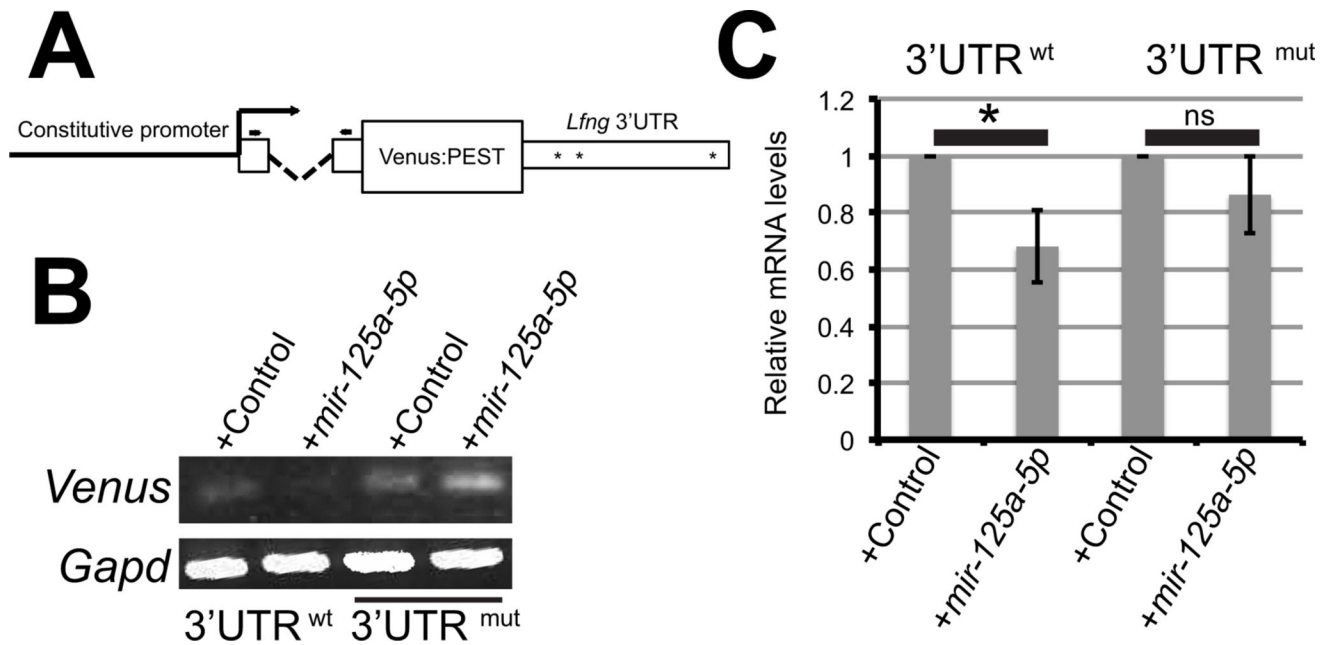 A
Constitutive promoter
Lfng 3'UTR
Venus:PEST
* * *
B
+Control
+mir-125a-5p
+Control
+mir-125a-5p
Venus
Gapd
3'UTR wt
3'UTR mut
C
3'UTR wt
3'UTR mut
*
ns
Relative mRNA levels
1.2
1
0.8
0.6
0.4
0.2
0
+Control
+mir-125a-5p
+Control
+mir-125a-5p